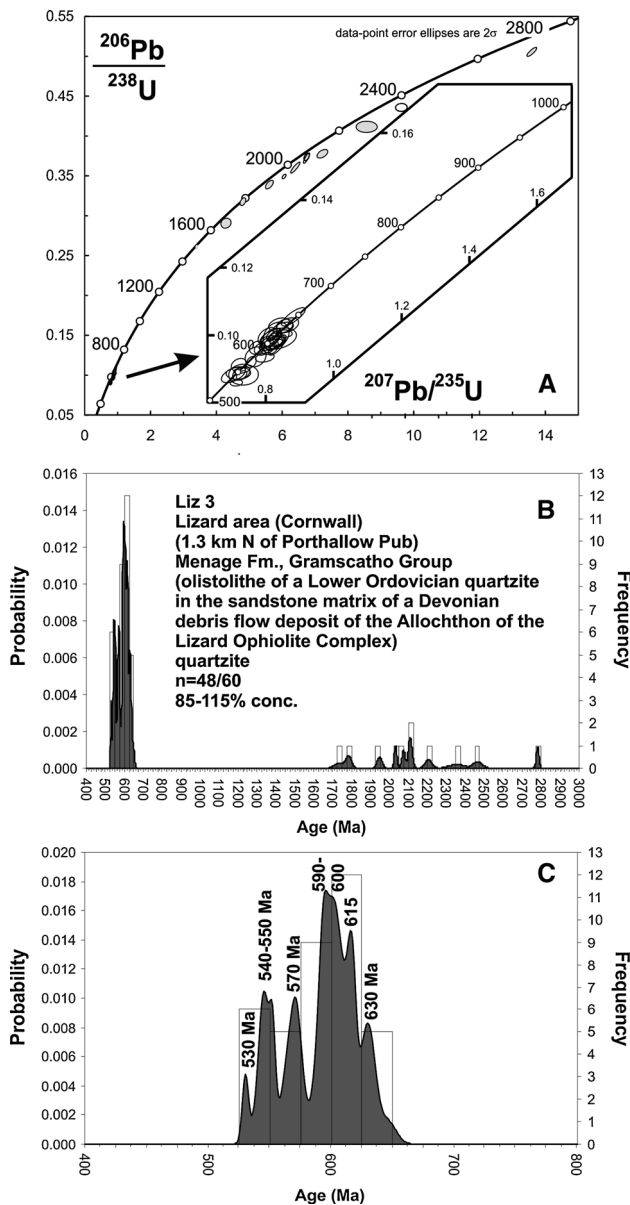 0.55
0.45
0.35
0.25
0.15
0.05
206Pb
238U
data-point error ellipses are 2σ
2800
2400
2000
1600
1200
800
0.16
0.14
0.12
0.10
1000
900
800
700
600
500
1.6
1.4
1.2
1.0
0.8
207Pb/235U
A
0 2 4 6 8 10 12 14
0.016
0.014
0.012
0.010
0.008
0.006
0.004
0.002
0.000
Probability
Liz 3
Lizard area (Cornwall)
(1.3 km N of Porthallow Pub)
Menage Fm., Gramscatho Group
(olistolithe of a Lower Ordovician quartzite
in the sandstone matrix of a Devonian
debris flow deposit of the Allochthon of the
Lizard Ophiolite Complex)
quartzite
n=48/60
85-115% conc.
B
13
12
11
10
9
8
7
6
5
4
3
2
1
0
Frequency
400 500 600 700 800 900 1000 1100 1200 1300 1400 1500 1600 1700 1800 1900 2000 2100 2200 2300 2400 2500 2600 2700 2800 2900 3000
Age (Ma)
0.020
0.018
0.016
0.014
0.012
0.010
0.008
0.006
0.004
0.002
0.000
Probability
530 Ma
540-550 Ma
570 Ma
590-
600
615
630 Ma
C
13
12
11
10
9
8
7
6
5
4
3
2
1
0
Frequency
400 500 600 700 800
Age (Ma)